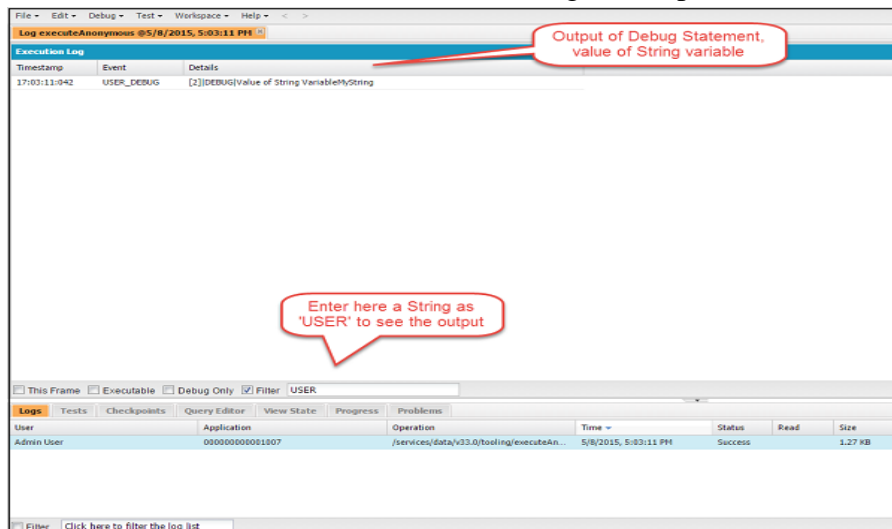 File Edit Debug Test Workspace Help < >
Log executeAnonymous @5/8/2015, 5:03:11 PM
Output of Debug Statement,
value of String variable
Execution Log
Timestamp Event Details
17:03:11:042 USER_DEBUG [2]|DEBUG|Value of String VariableMyString
Enter here a String as
'USER' to see the output
This Frame Executable Debug Only Filter USER
Logs Tests Checkpoints Query Editor View State Progress Problems
User Application Operation Time Status Read Size
Admin User 000000000001007 /services/data/v33.0/tooling/executeAn... 5/8/2015, 5:03:11 PM Success 1.27 KB
Filter Click here to filter the log list